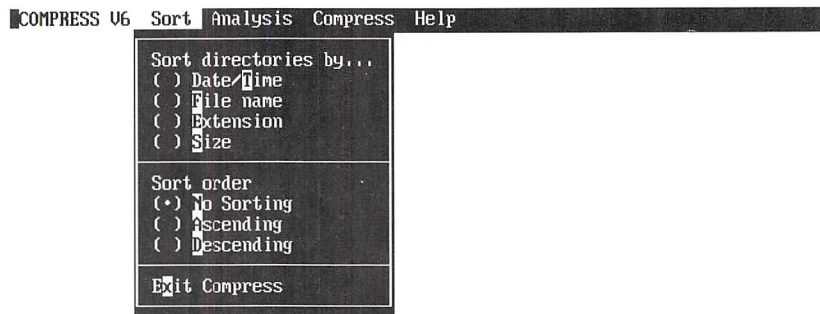 COMPRESS V6 Sort Analysis Compress Help
Sort directories by...
( ) Date/Time
( ) File name
( ) Extension
( ) Size
Sort order
(•) No Sorting
( ) Ascending
( ) Descending
Exit Compress